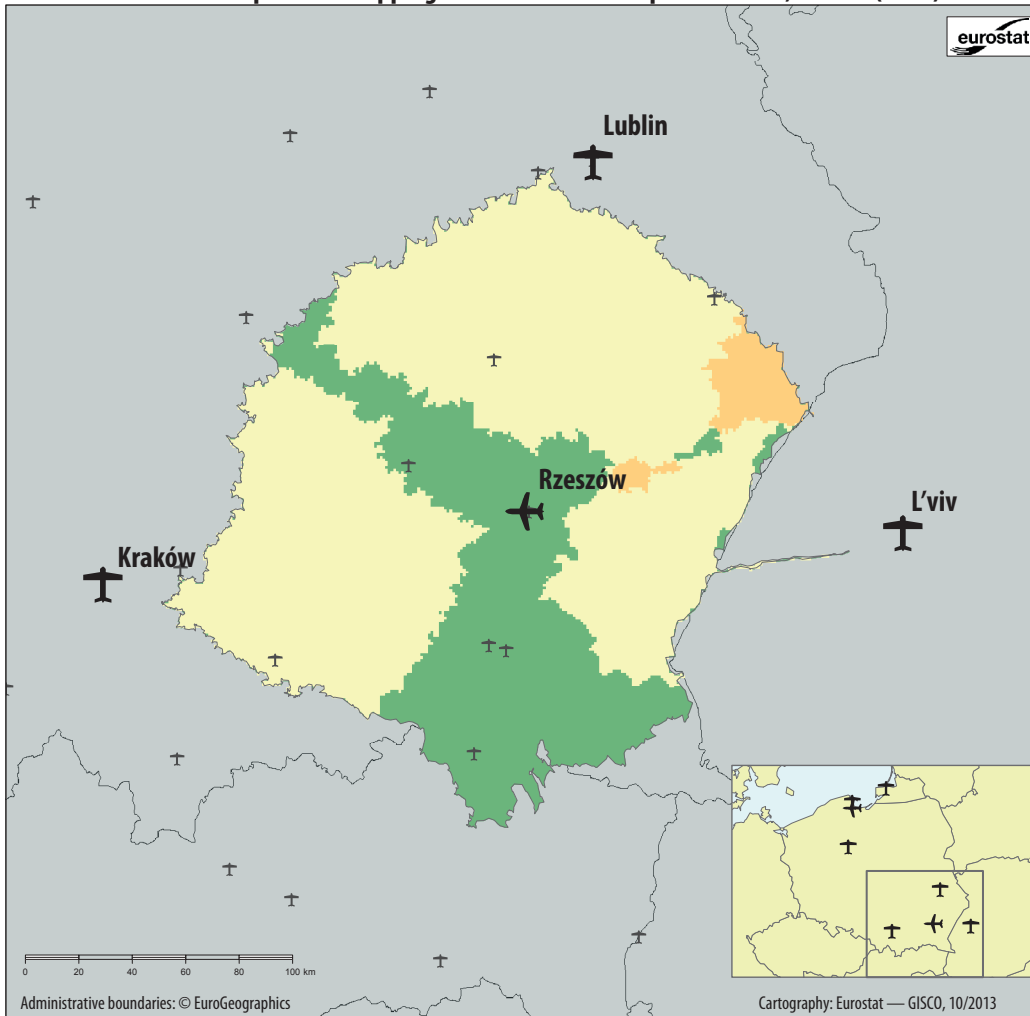 eurostat
Lublin
Rzeszów
L'viv
Kraków
0 20 40 60 80 100 km
Administrative boundaries: © EuroGeographics
Cartography: Eurostat — GISCO, 10/2013